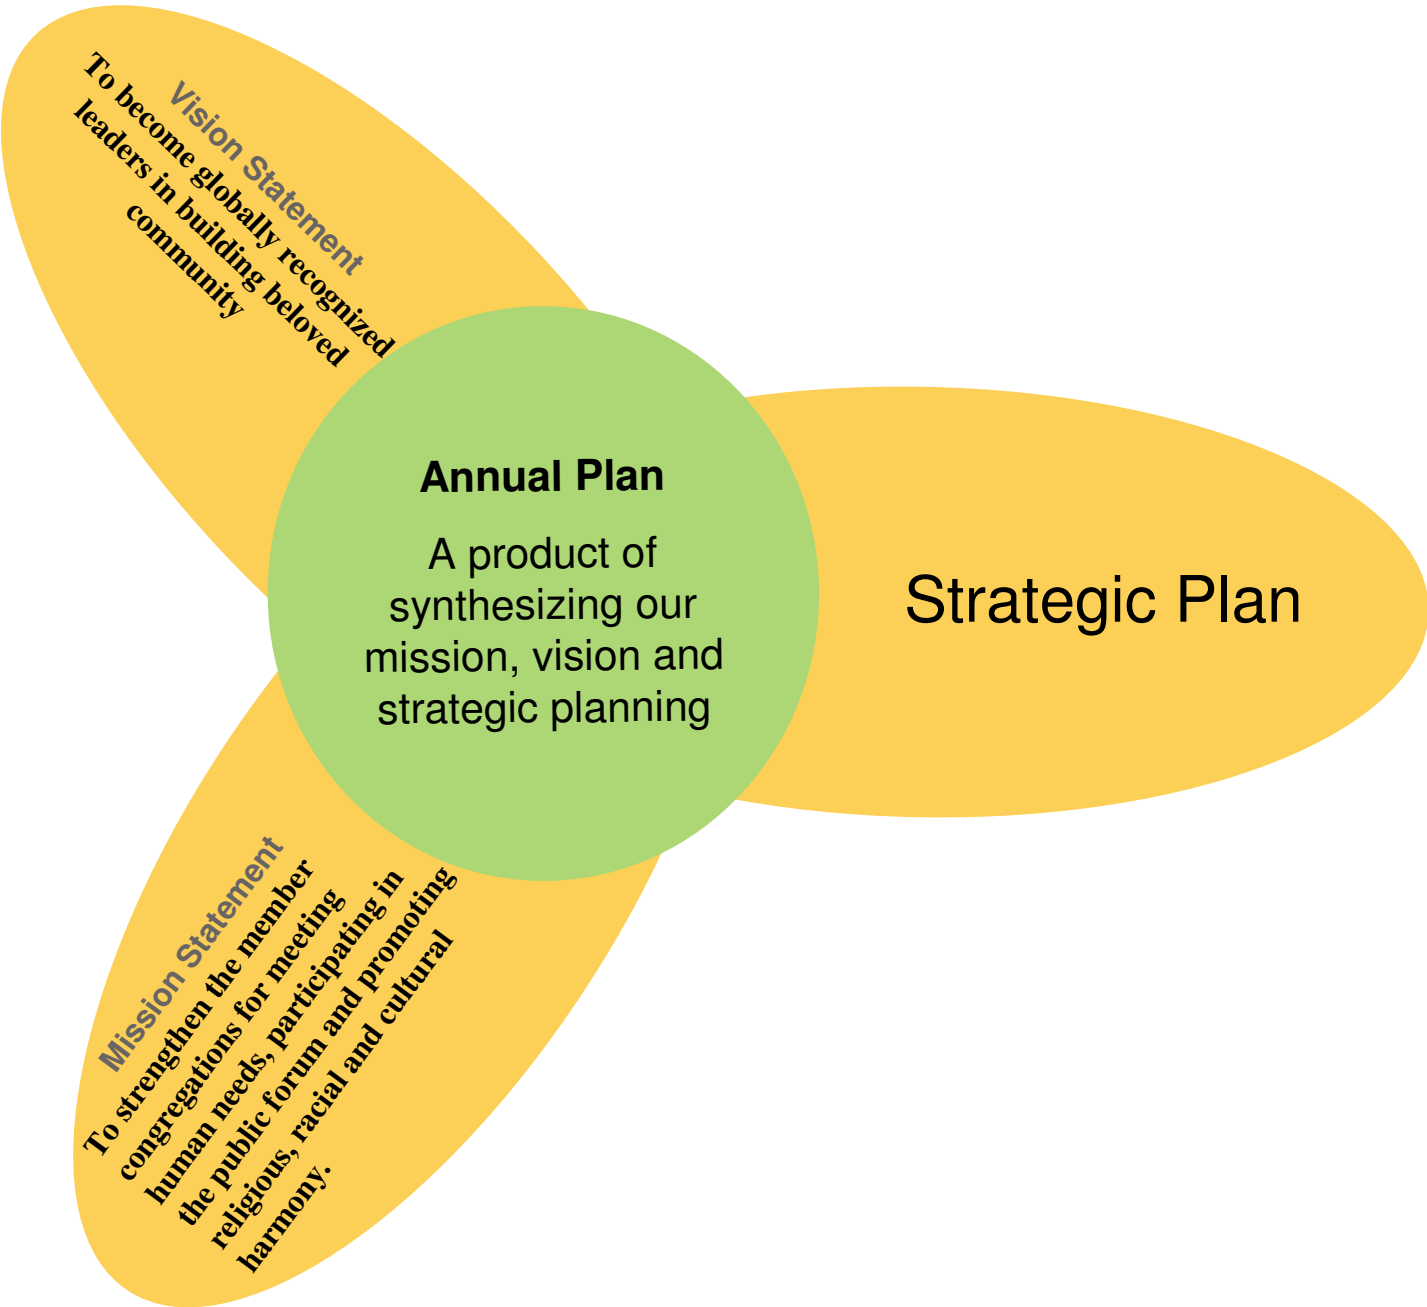 Vision Statement
To become globally recognized
leaders in building beloved
community
Annual Plan
A product of
synthesizing our
mission, vision and
strategic planning
Strategic Plan
Mission Statement
To strengthen the member
congregations for meeting
human needs, participating in
the public forum and promoting
religious, racial and cultural
harmony.